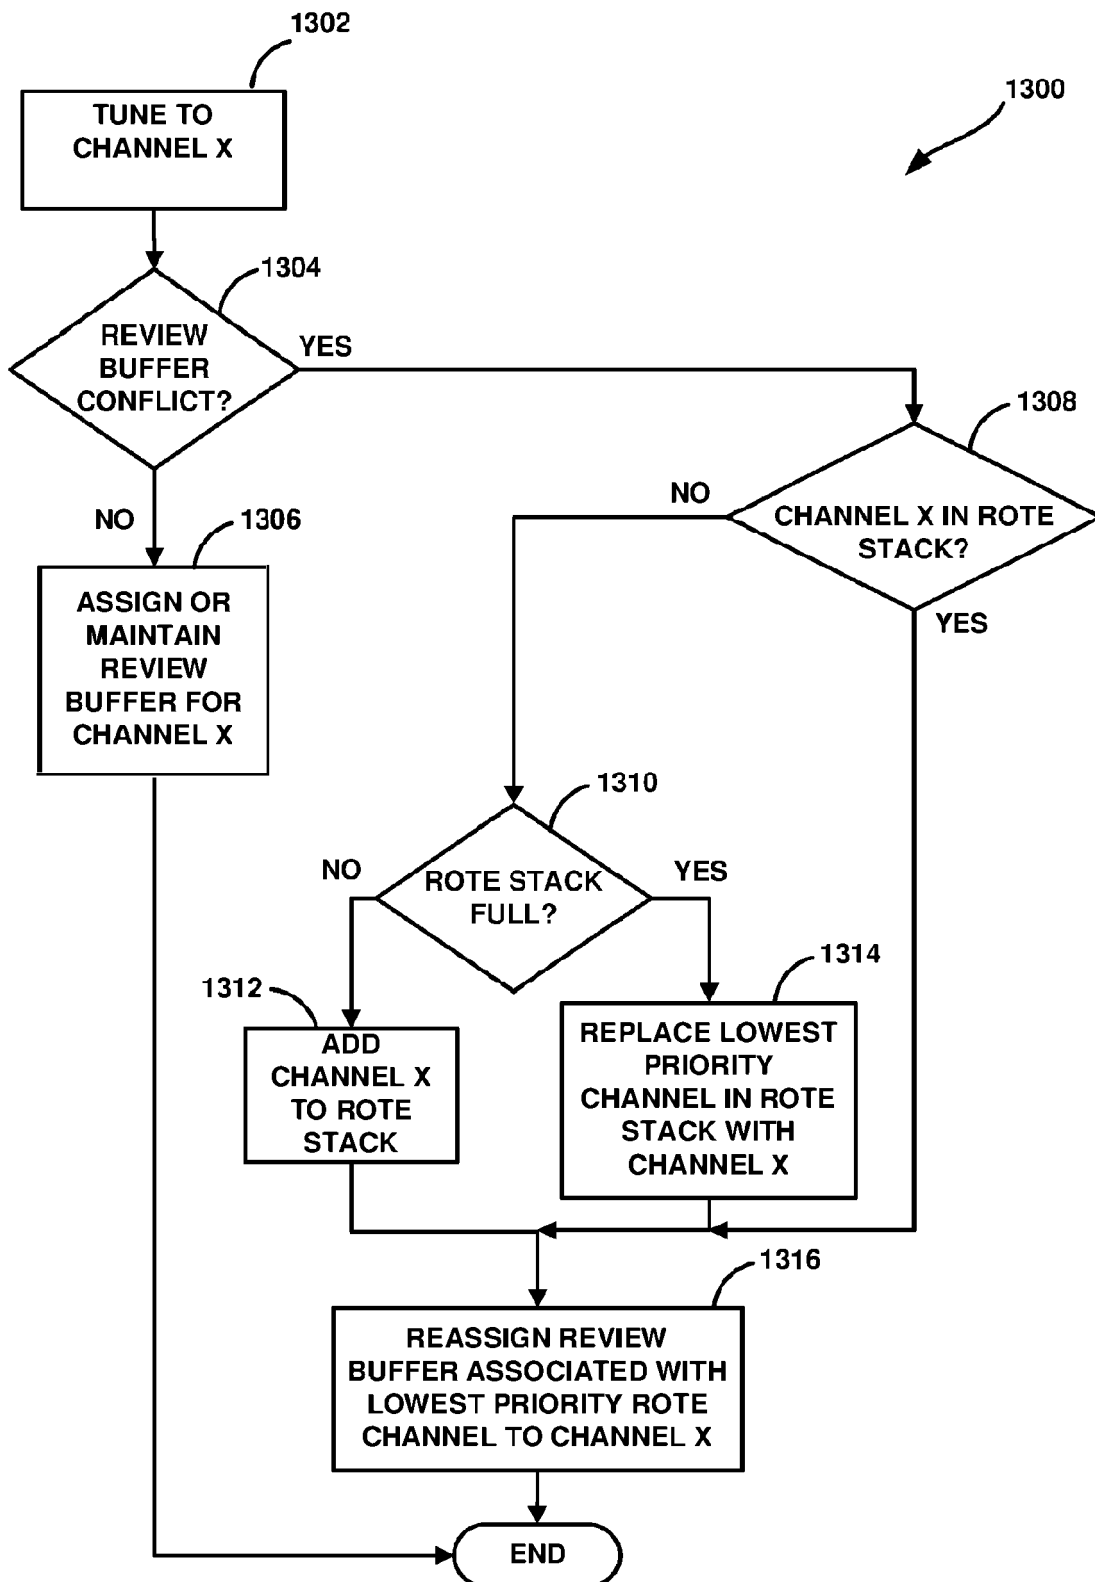 1302
1300
TUNE TO
CHANNEL X
1304
REVIEW
BUFFER
CONFLICT?
YES
1308
CHANNEL X IN ROTE
STACK?
NO
YES
NO
1306
ASSIGN OR
MAINTAIN
REVIEW
BUFFER FOR
CHANNEL X
1310
ROTE STACK
FULL?
NO
YES
1312
ADD
CHANNEL X
TO ROTE
STACK
1314
REPLACE LOWEST
PRIORITY
CHANNEL IN ROTE
STACK WITH
CHANNEL X
1316
REASSIGN REVIEW
BUFFER ASSOCIATED WITH
LOWEST PRIORITY ROTE
CHANNEL TO CHANNEL X
END